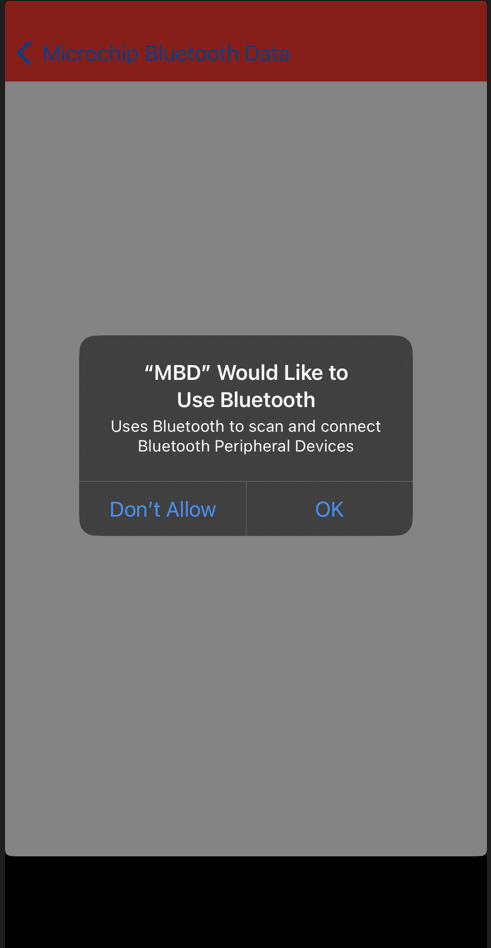 Microchip Bluetooth Data
“MBD” Would Like to
Use Bluetooth
Uses Bluetooth to scan and connect
Bluetooth Peripheral Devices
Don’t Allow
OK